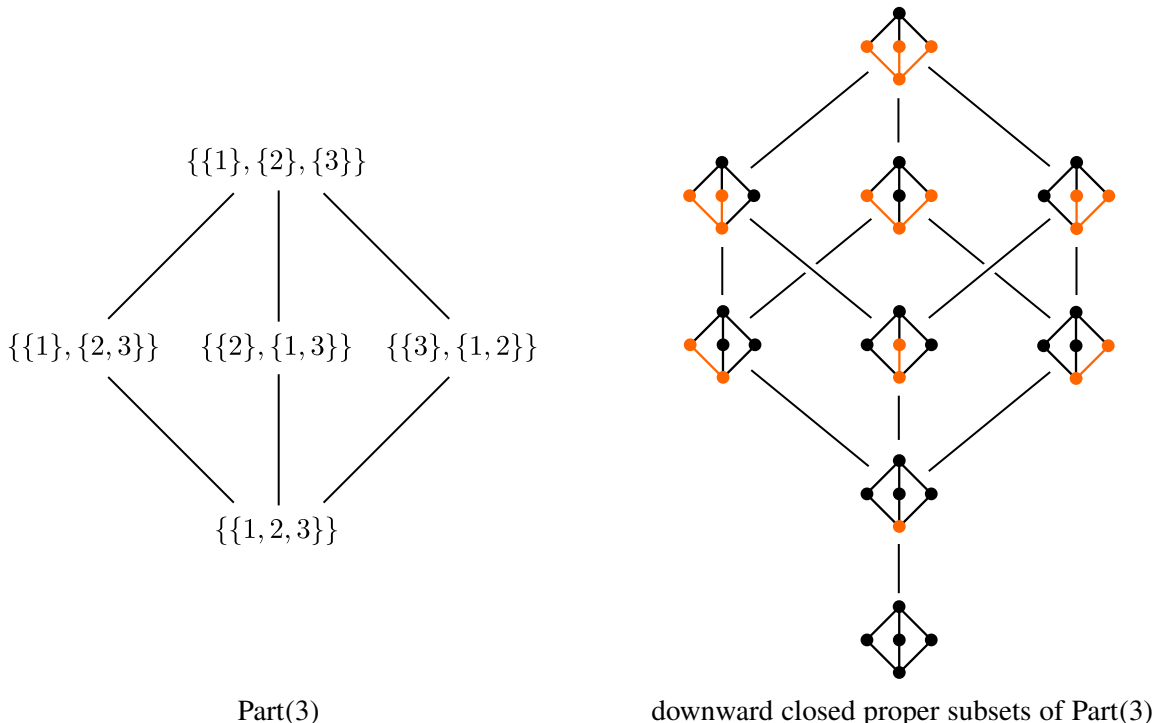 {{1}, {2}, {3}}
{{1}, {2, 3}} {{2}, {1, 3}} {{3}, {1, 2}}
{{1, 2, 3}}
Part(3)
downward closed proper subsets of Part(3)